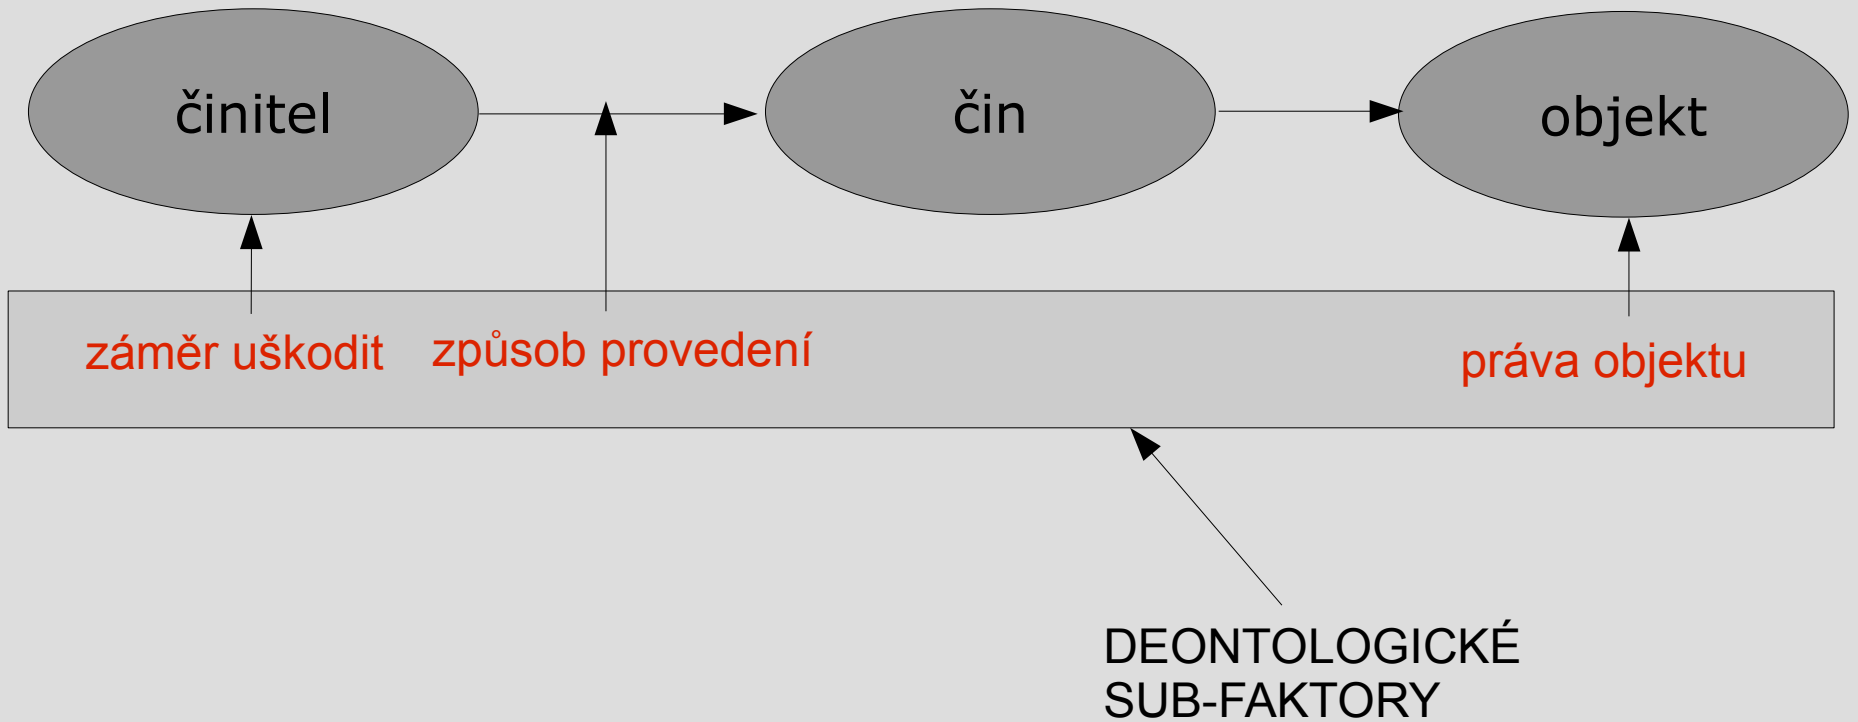 činitel
čin
objekt
záměr uškodit
způsob provedení
práva objektu
DEONTOLOGICKÉ
SUB-FAKTORY